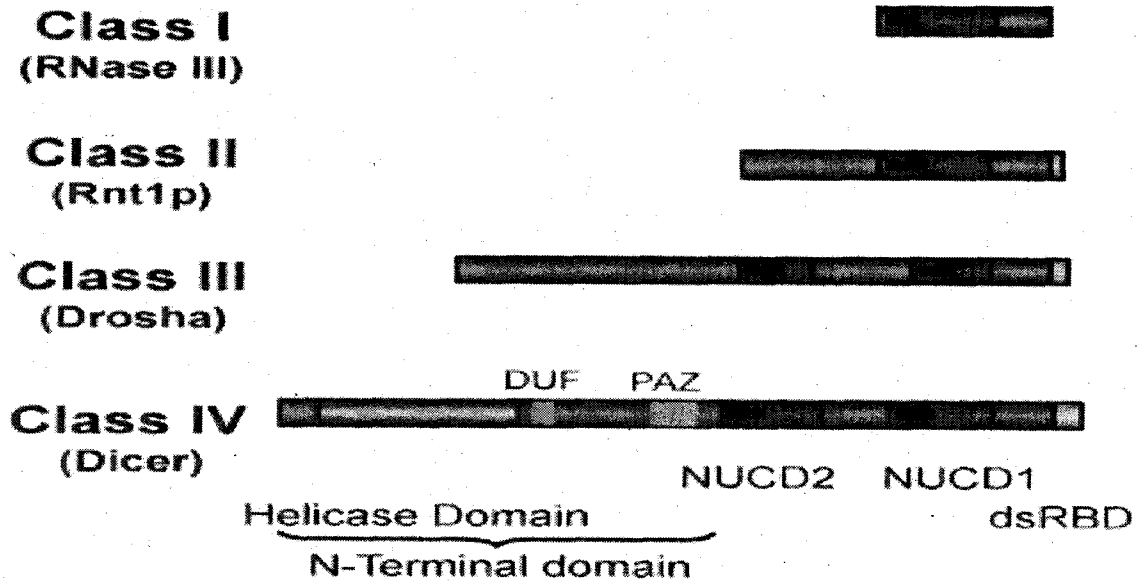 Class I
(RNase III)
Class II
(Rnt1p)
Class III
(Drosha)
DUF PAZ
Class IV
(Dicer)
NUCD2 NUCD1
Helicase Domain dsRBD
N-Terminal domain